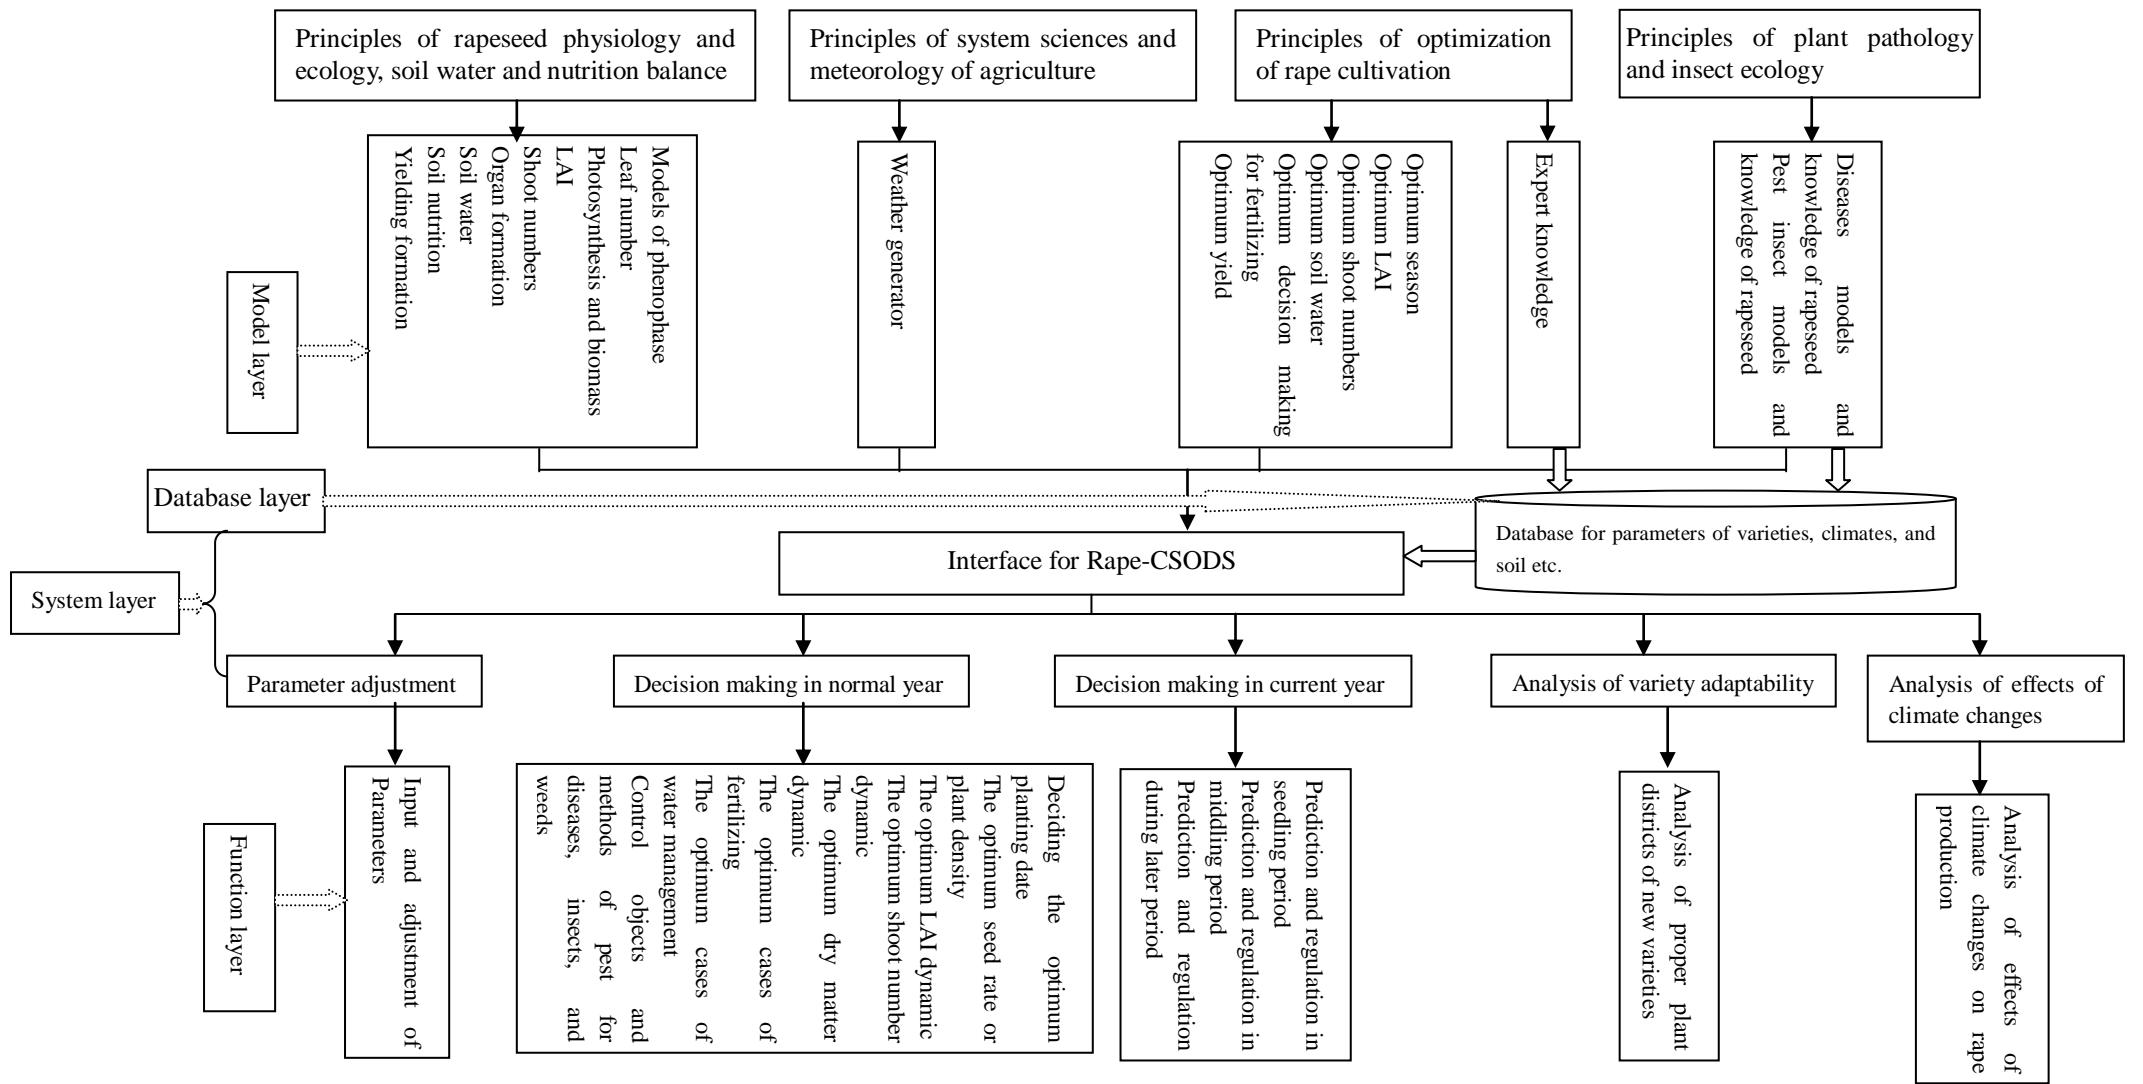 Principles of rapeseed physiology and
ecology, soil water and nutrition balance
Principles of system sciences and
meteorology of agriculture
Principles of optimization
of rape cultivation
Principles of plant pathology
and insect ecology
Models of phenophase
Leaf number
Photosynthesis and biomass
LAI
Shoot numbers
Organ formation
Soil water
Soil nutrition
Yielding formation
Weather generator
Optimum season
Optimum LAI
Optimum shoot numbers
Optimum soil water
Optimum decision making
for fertilizing
Optimum yield
Expert knowledge
Diseases models and
knowledge of rapeseed
Pest insect models and
knowledge of rapeseed
Model layer
Database layer
Database for parameters of varieties, climates, and
soil etc.
Interface for Rape-CSODS
System layer
Parameter adjustment
Decision making in normal year
Decision making in current year
Analysis of variety adaptability
Analysis of effects of
climate changes
Function layer
Input and adjustment of
Parameters
Deciding the optimum
planting date
The optimum seed rate or
plant density
The optimum LAI dynamic
The optimum shoot number
dynamic
The optimum dry matter
dynamic
The optimum cases of
fertilizing
The optimum cases of
water management
Control objects and
methods of pest for
diseases, insects, and
weeds
Prediction and regulation in
seedling period
Prediction and regulation in
middling period
Prediction and regulation
during later period
Analysis of proper plant
districts of new varieties
Analysis of effects of
climate changes on rape
production